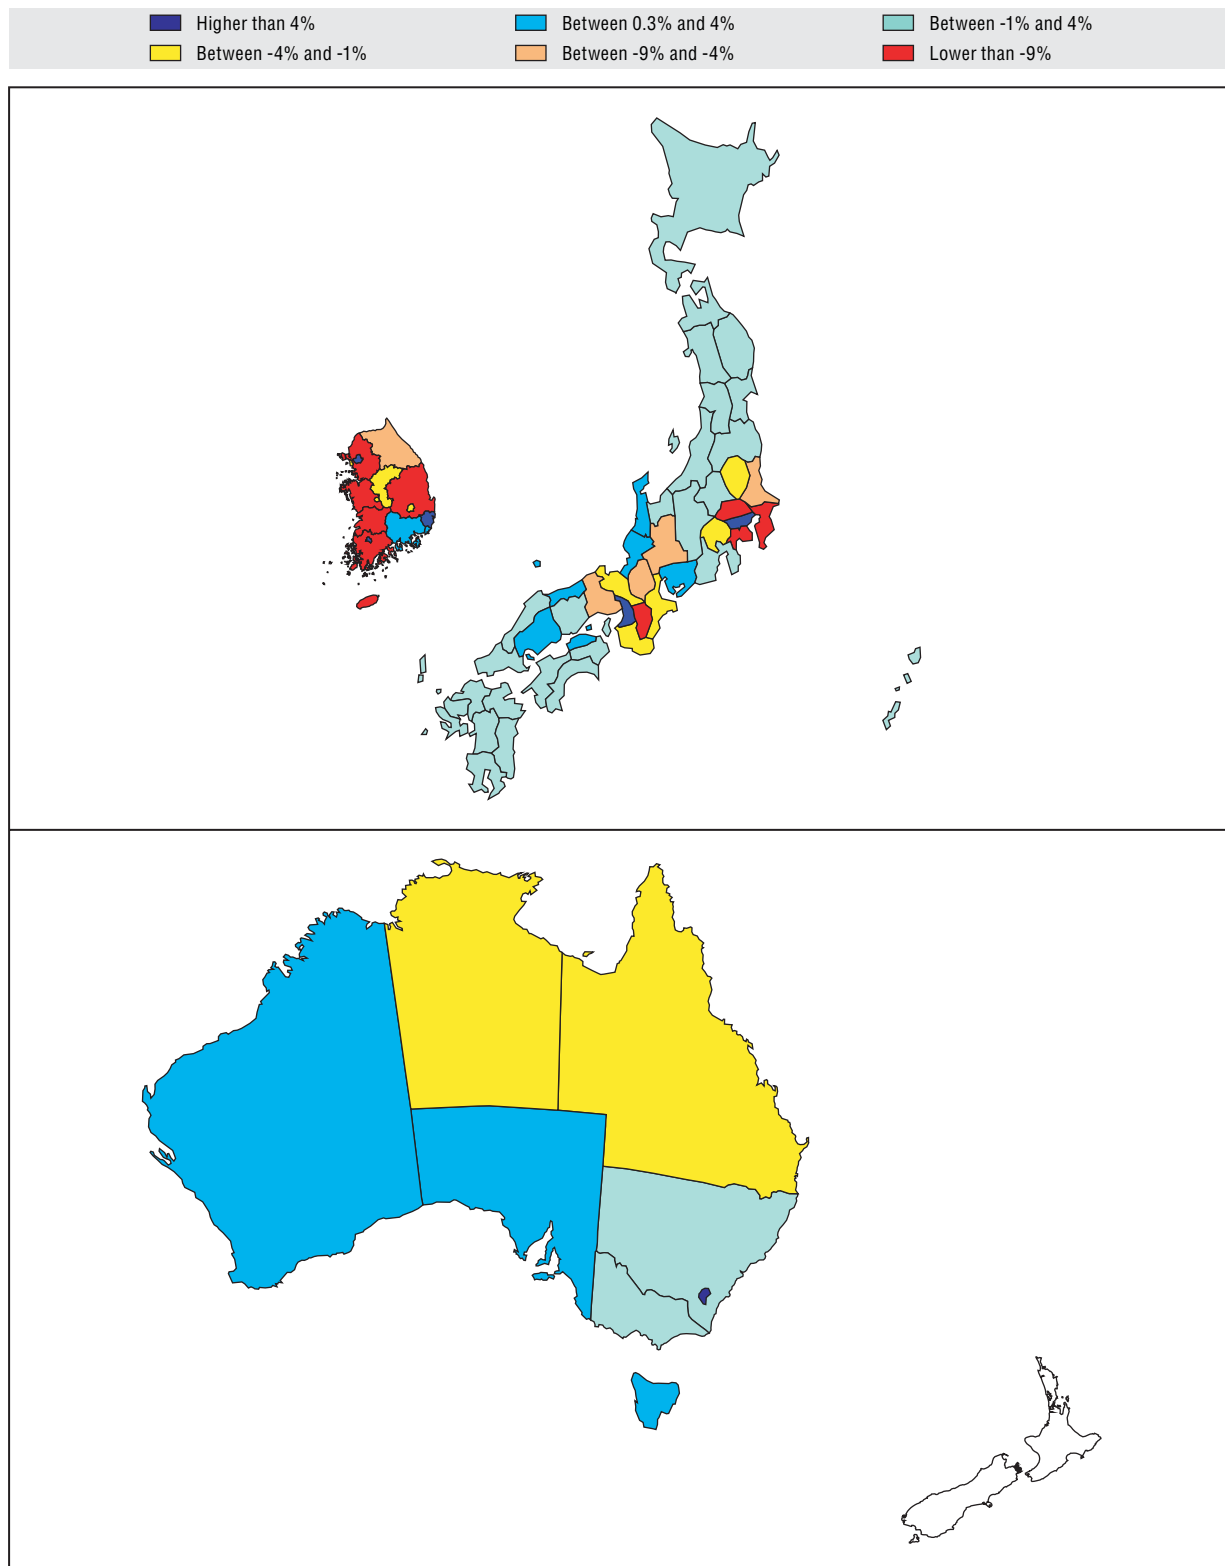 Higher than 4% Between 0.3% and 4% Between -1% and 4%
Between -4% and -1% Between -9% and -4% Lower than -9%